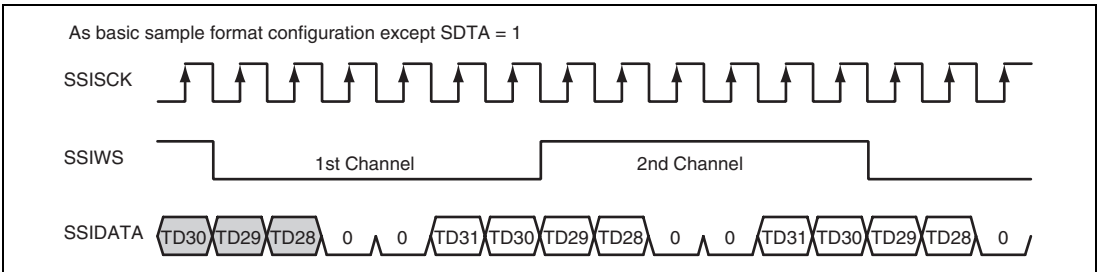 As basic sample format configuration except SDTA = 1
SSISCK
SSIWS 1st Channel 2nd Channel
SSIDATA TD30 TD29 TD28 0 0 TD31 TD30 TD29 TD28 0 0 TD31 TD30 TD29 TD28 0